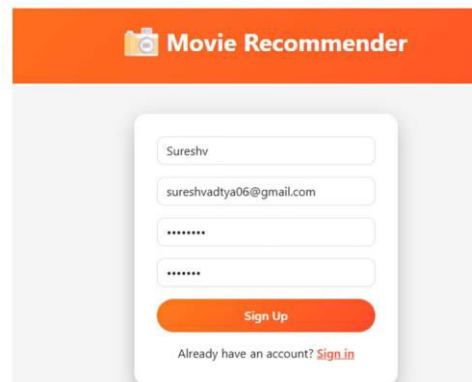 Movie Recommender
Sureshv
sureshvadtya06@gmail.com
••••••••
•••••••
Sign Up
Already have an account? Sign in